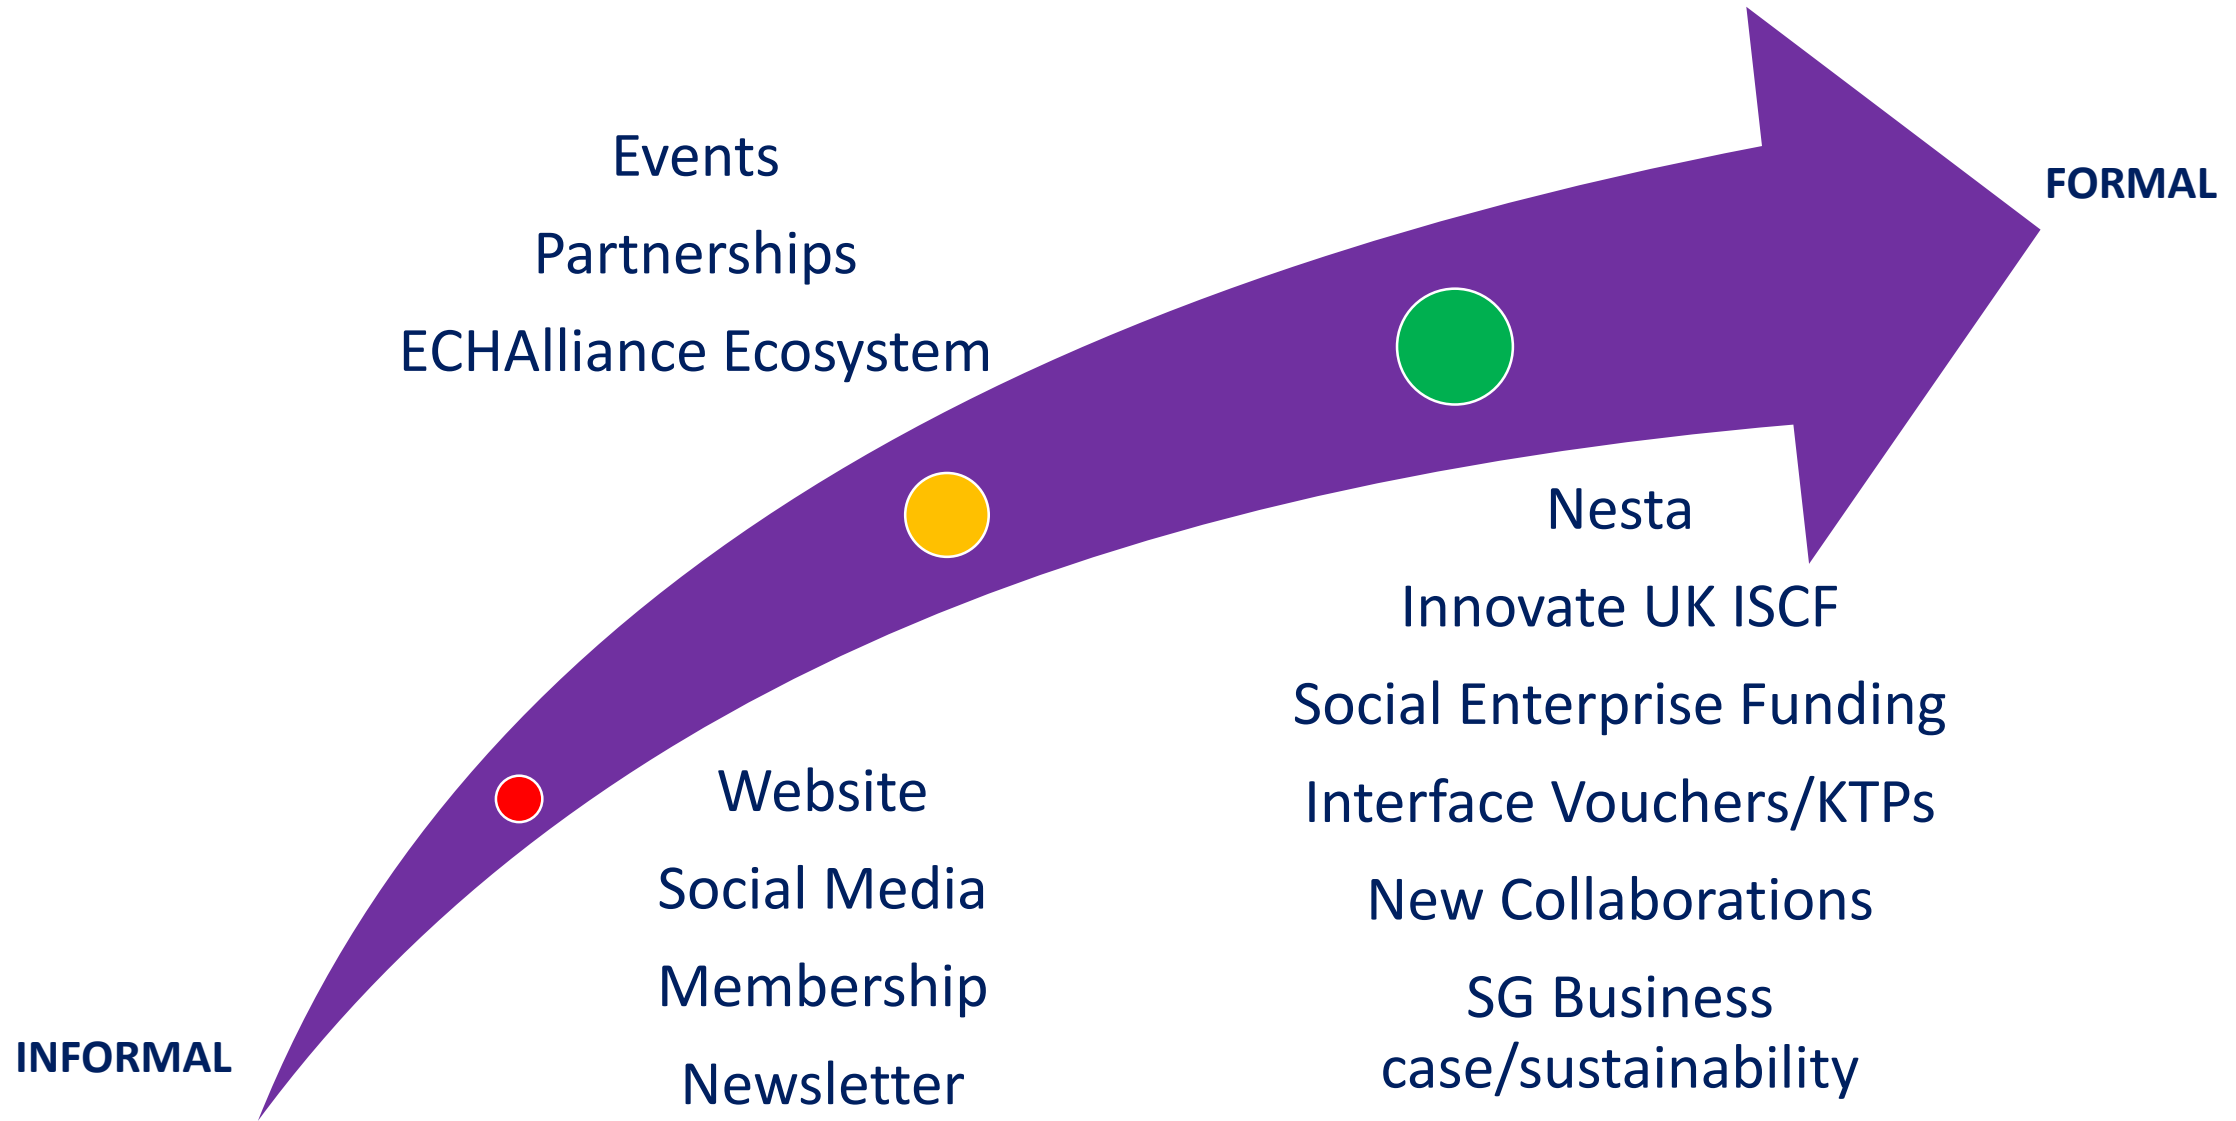 Events
Partnerships
ECHAlliance Ecosystem
FORMAL
Nesta
Innovate UK ISCF
Social Enterprise Funding
Interface Vouchers/KTPs
New Collaborations
SG Business
case/sustainability
Website
Social Media
Membership
Newsletter
INFORMAL